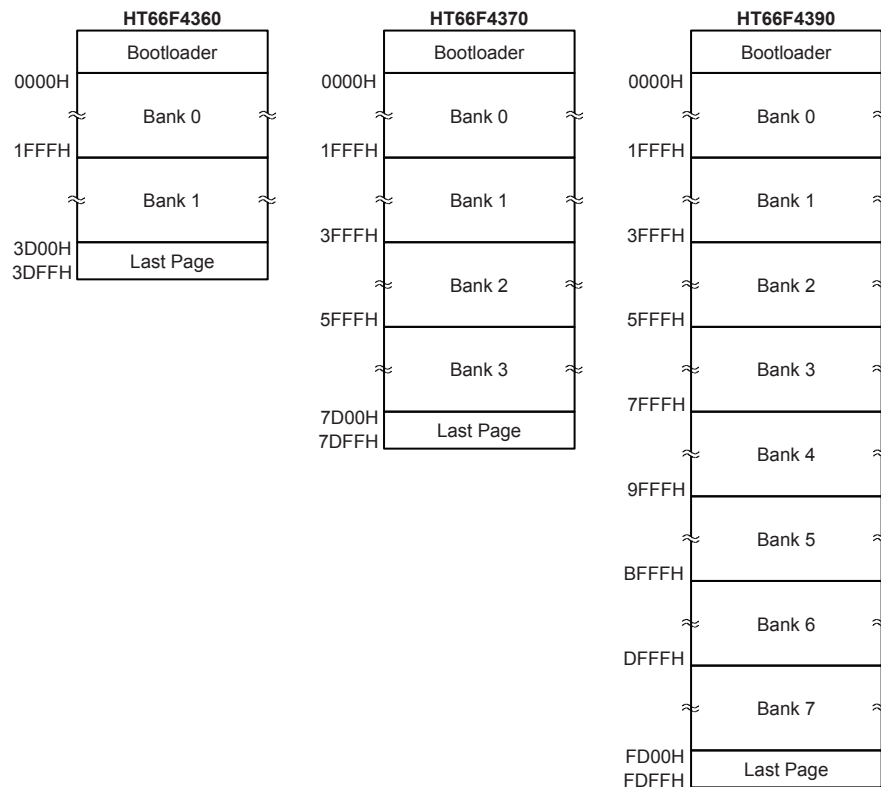 HT66F4360
Bootloader
0000H
Bank 0
1FFFH
Bank 1
3D00H
3DFFH
Last Page
HT66F4370
Bootloader
0000H
Bank 0
1FFFH
Bank 1
3FFFH
Bank 2
5FFFH
Bank 3
7D00H
7DFFH
Last Page
HT66F4390
Bootloader
0000H
Bank 0
1FFFH
Bank 1
3FFFH
Bank 2
5FFFH
Bank 3
7FFFH
Bank 4
9FFFH
Bank 5
BFFFH
Bank 6
DFFFH
Bank 7
FD00H
FDFFH
Last Page